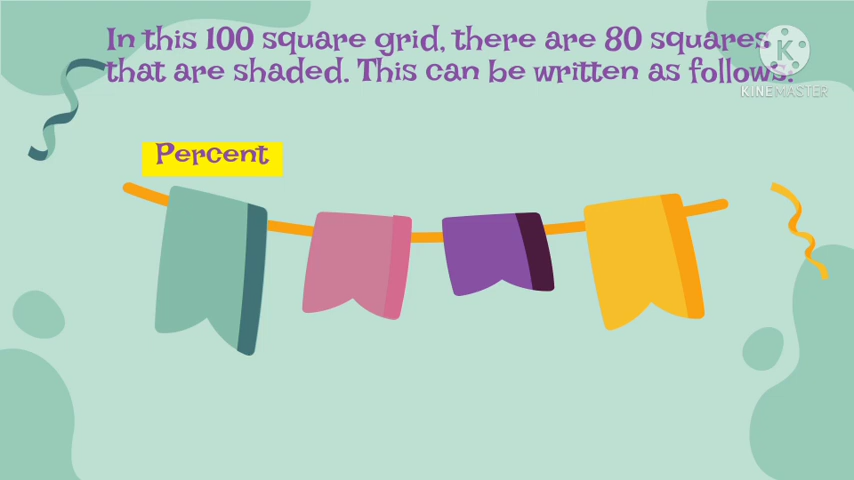 In this 100 square grid, there are 80 squares
that are shaded. This can be written as follows:
KINEMASTER
Percent